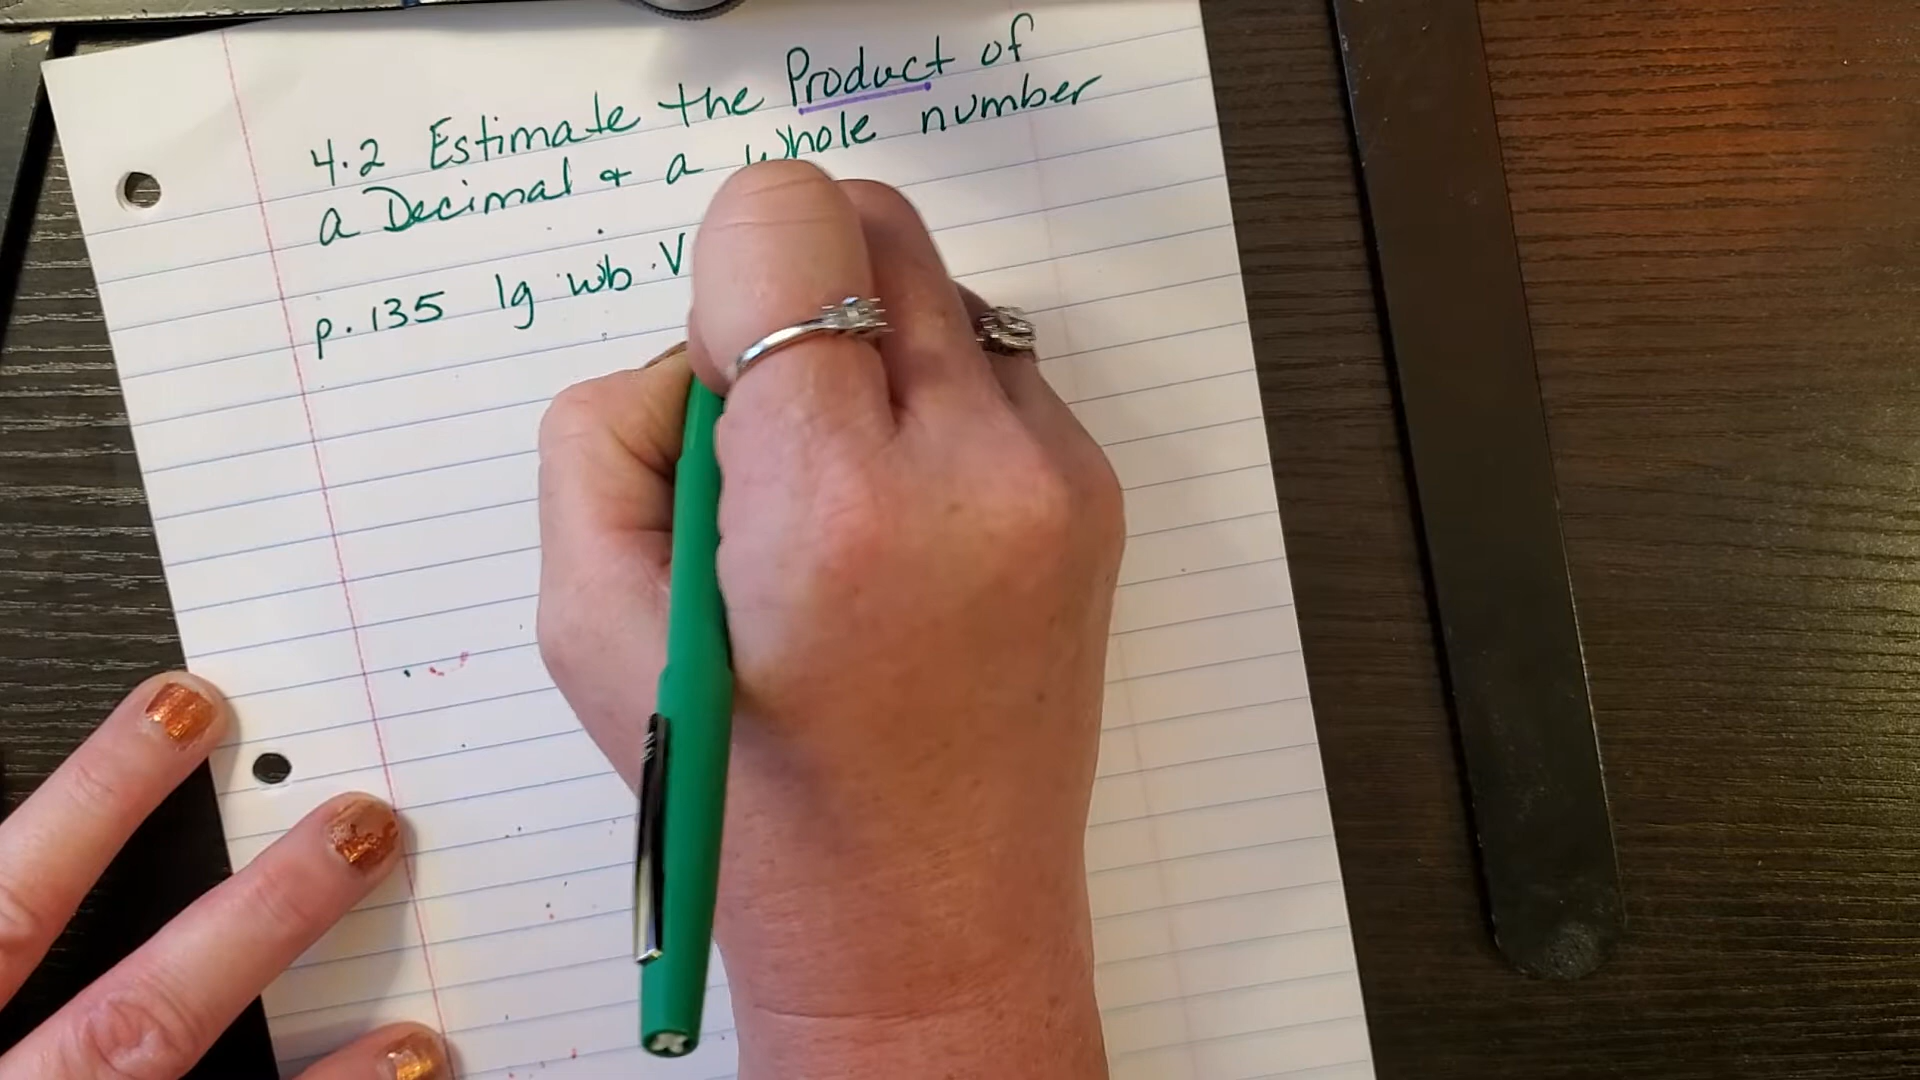 4.2 Estimate the Product of
a Decimal & a whole number
p. 135 lg wb . V